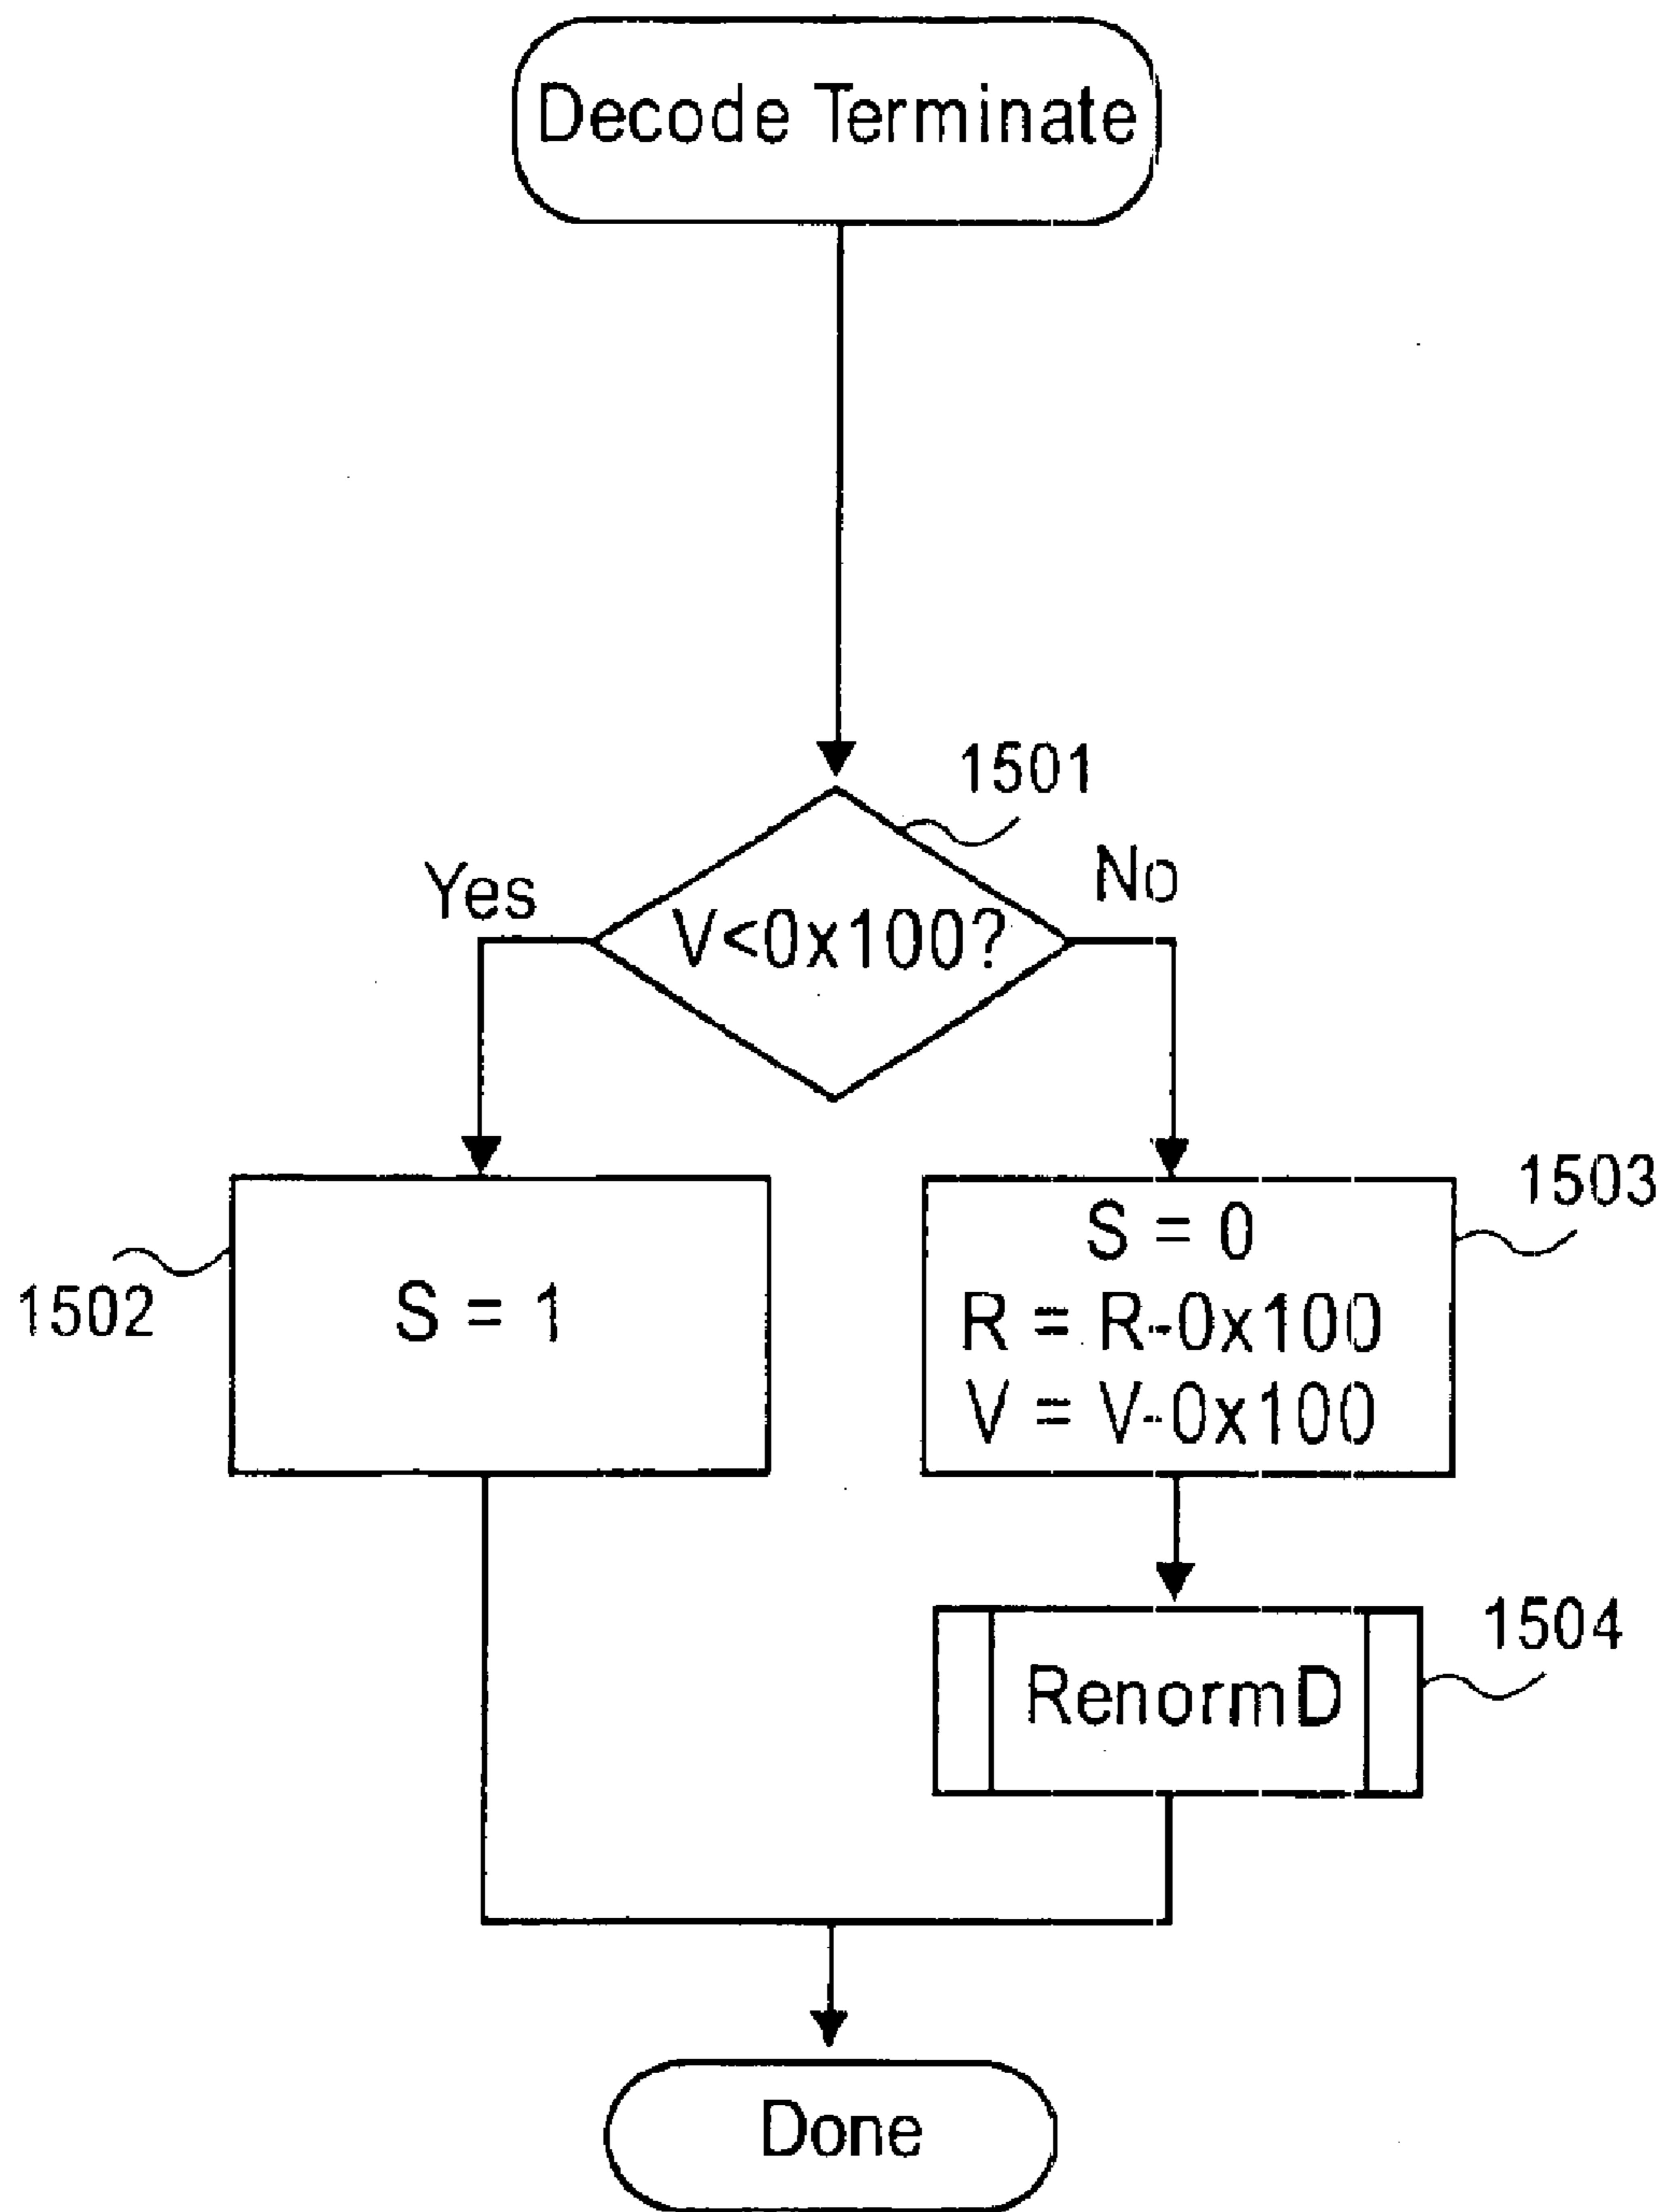 Decode Terminate
1501
Yes
No
V<0x100?
1502
S = 1
1503
S = 0
R = R-0x100
V = V-0x100
1504
RenormD
Done